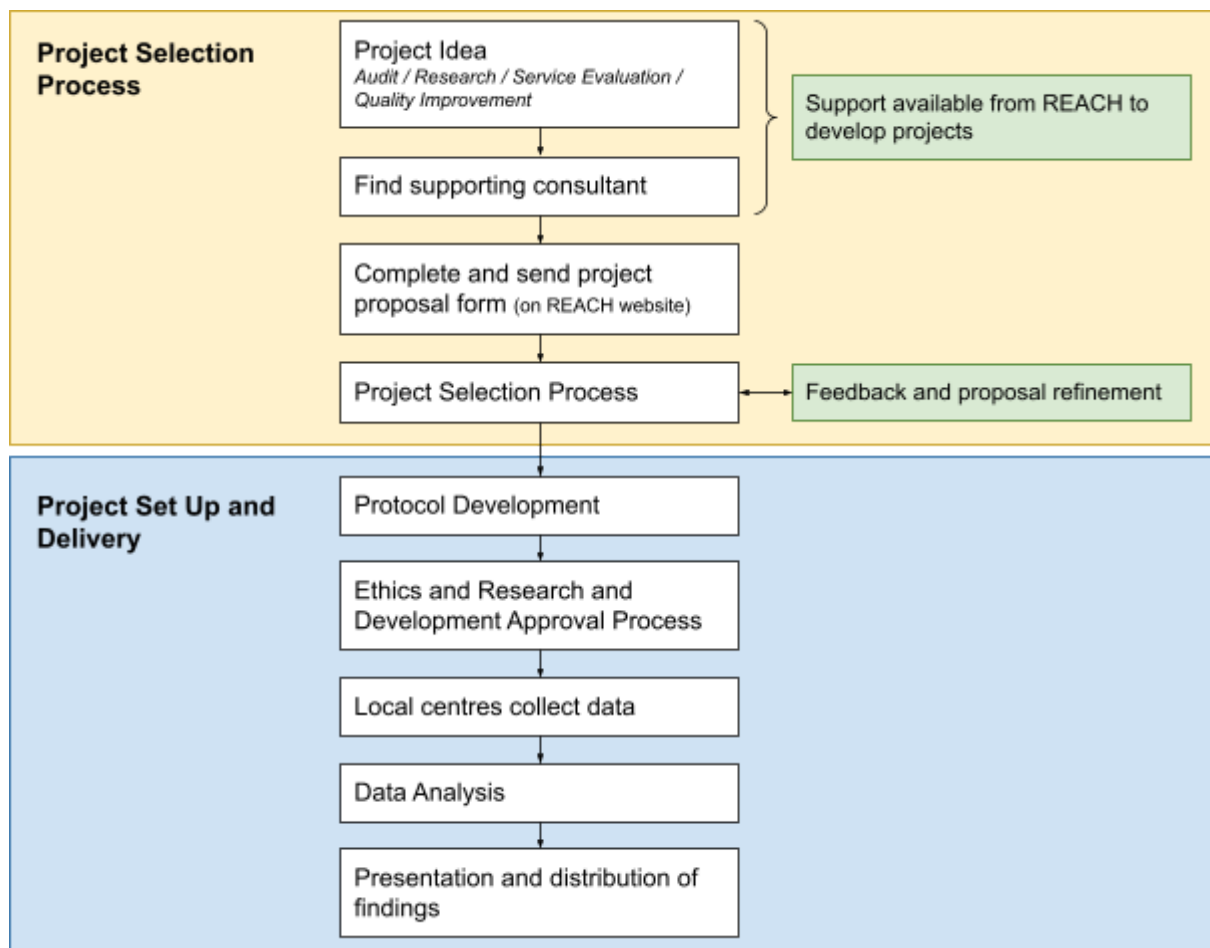 Project Selection
Process
Project Idea
Audit / Research / Service Evaluation /
Quality Improvement
Support available from REACH to
develop projects
Find supporting consultant
Complete and send project
proposal form (on REACH website)
Project Selection Process
Feedback and proposal refinement
Project Set Up and
Delivery
Protocol Development
Ethics and Research and
Development Approval Process
Local centres collect data
Data Analysis
Presentation and distribution of
findings